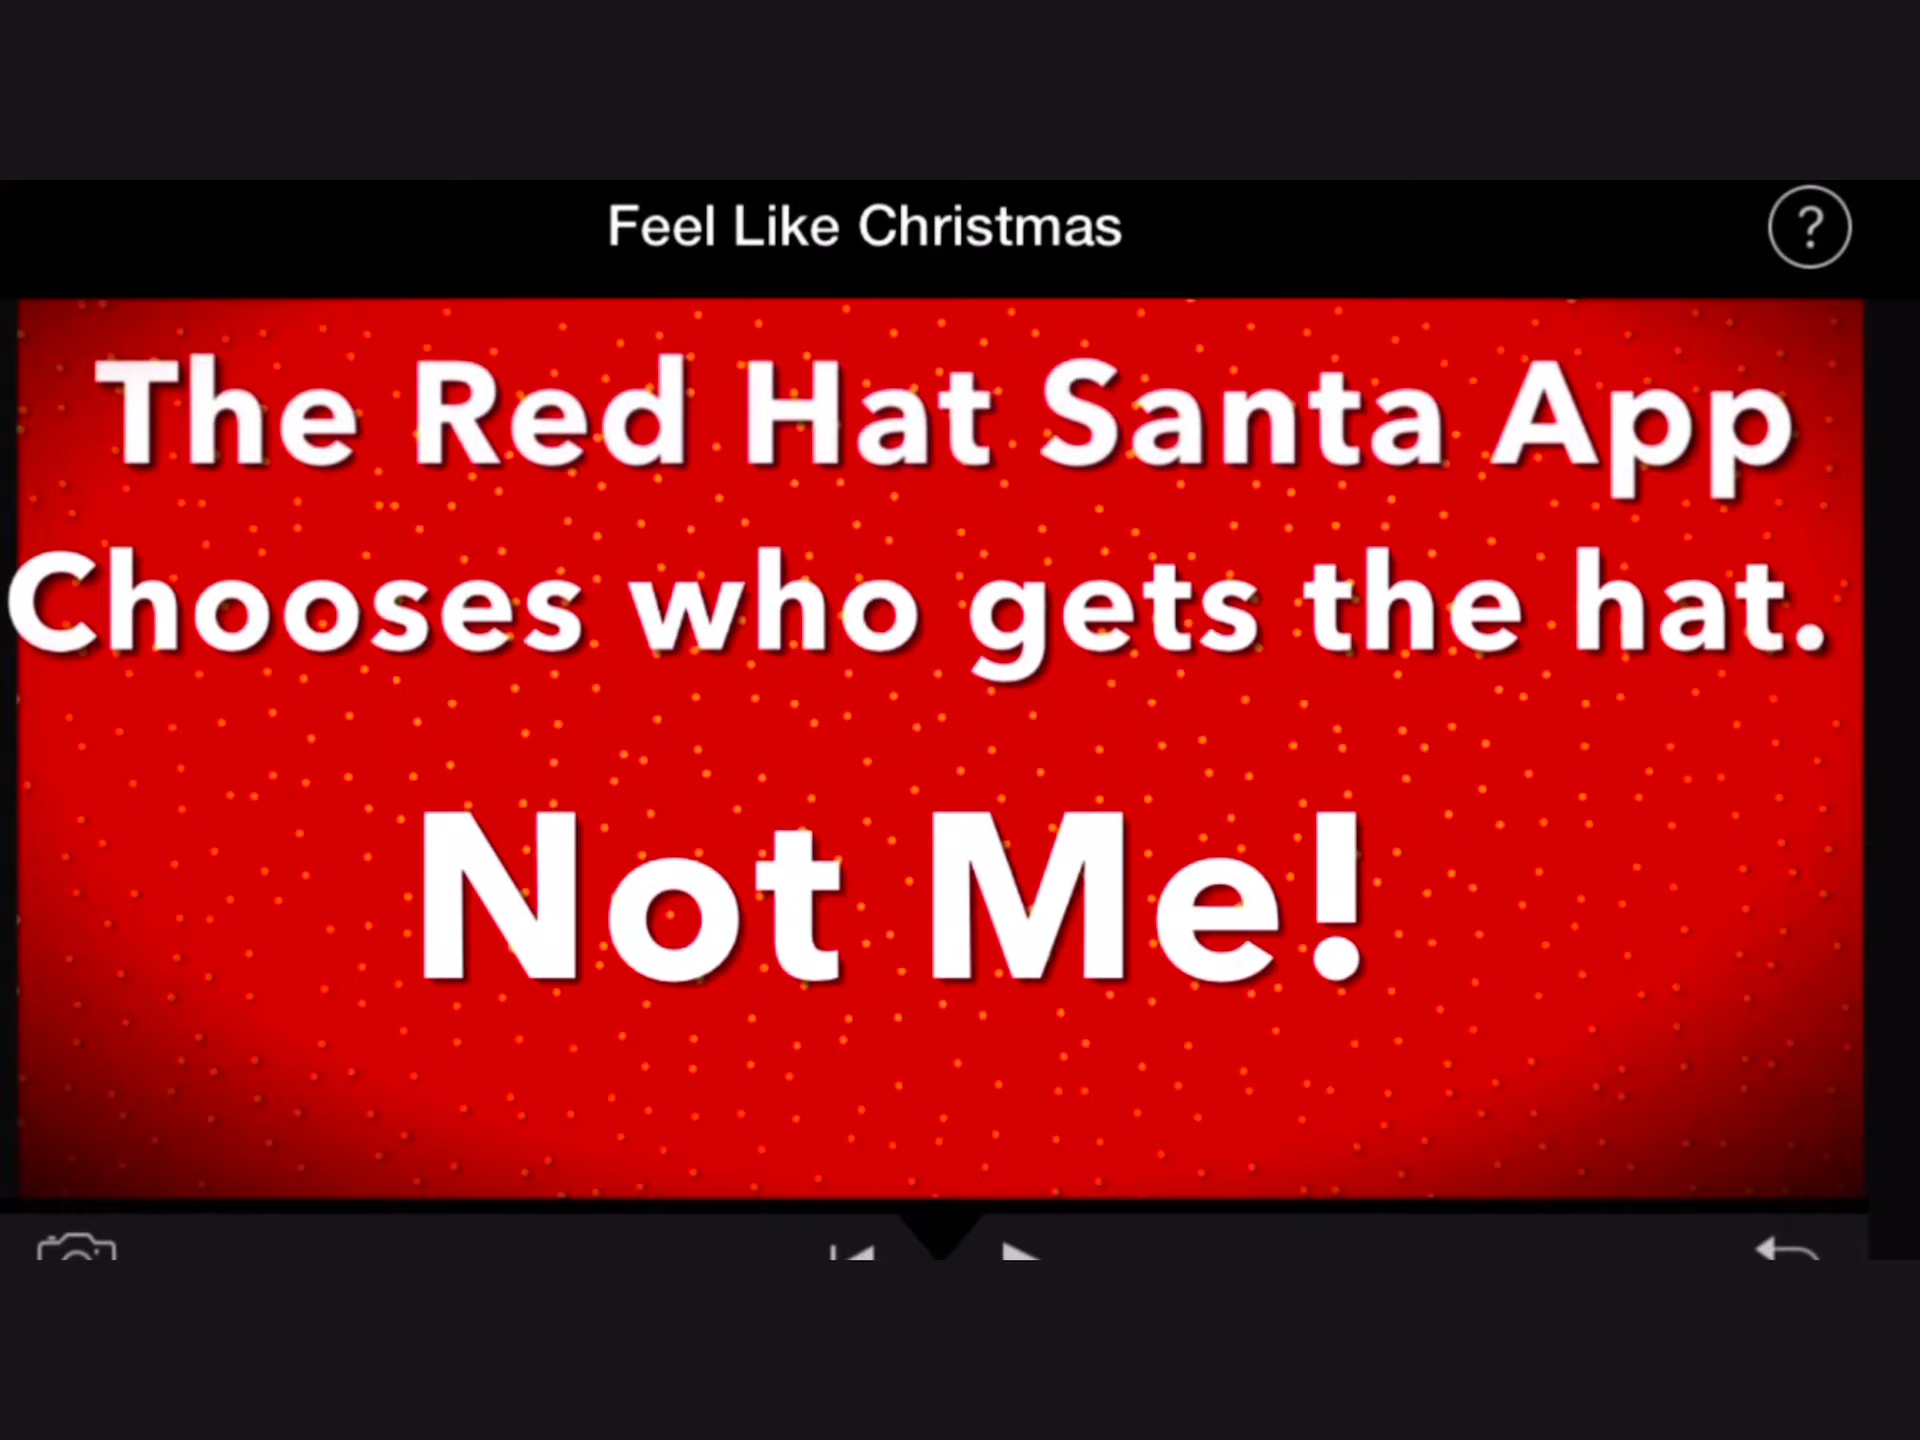 Feel Like Christmas
?
The Red Hat Santa App
Chooses who gets the hat.
Not Me!